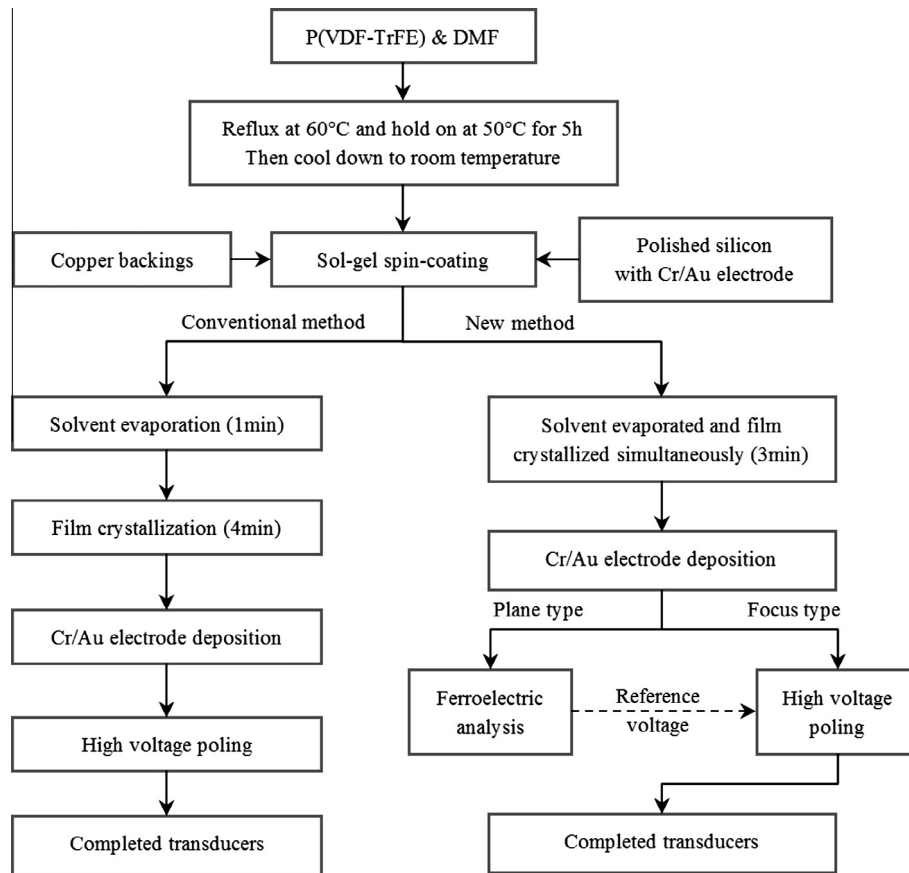 P(VDF-TrFE) & DMF
Reflux at 60°C and hold on at 50°C for 5h
Then cool down to room temperature
Copper backings
Sol-gel spin-coating
Polished silicon
with Cr/Au electrode
Conventional method
New method
Solvent evaporation (1min)
Solvent evaporated and film
crystallized simultaneously (3min)
Film crystallization (4min)
Cr/Au electrode deposition
Cr/Au electrode deposition
Plane type
Focus type
Ferroelectric
analysis
Reference
voltage
High voltage
poling
High voltage poling
Completed transducers
Completed transducers